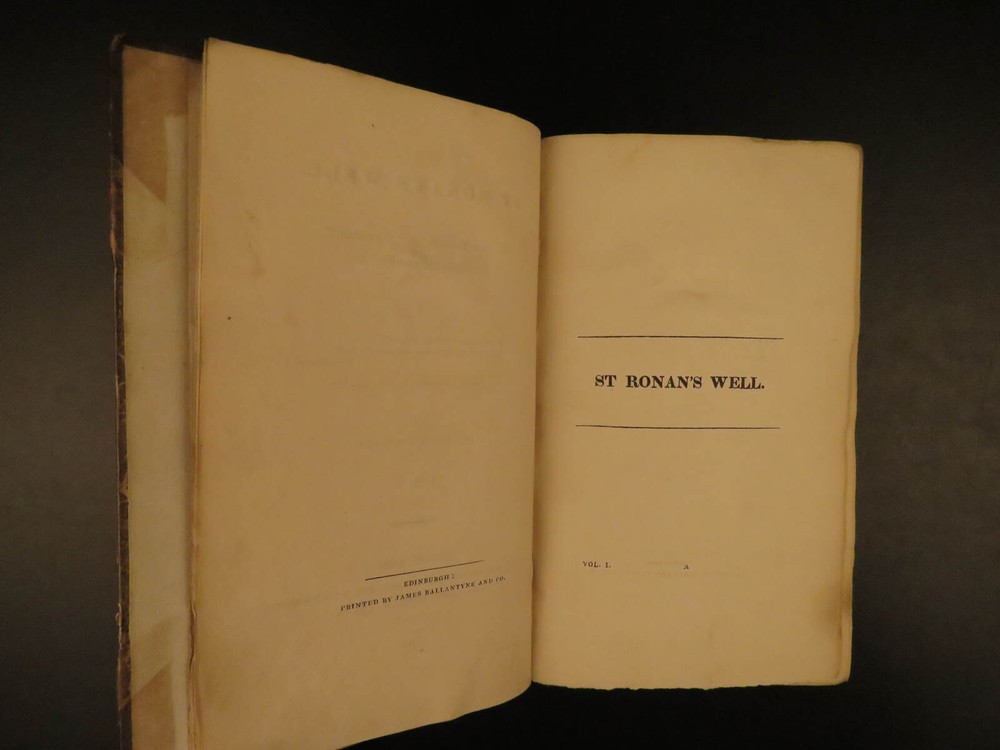 EDINBURGH:
PRINTED BY JAMES BALLANTYNE AND CO.
ST RONAN'S WELL.
VOL. I. A